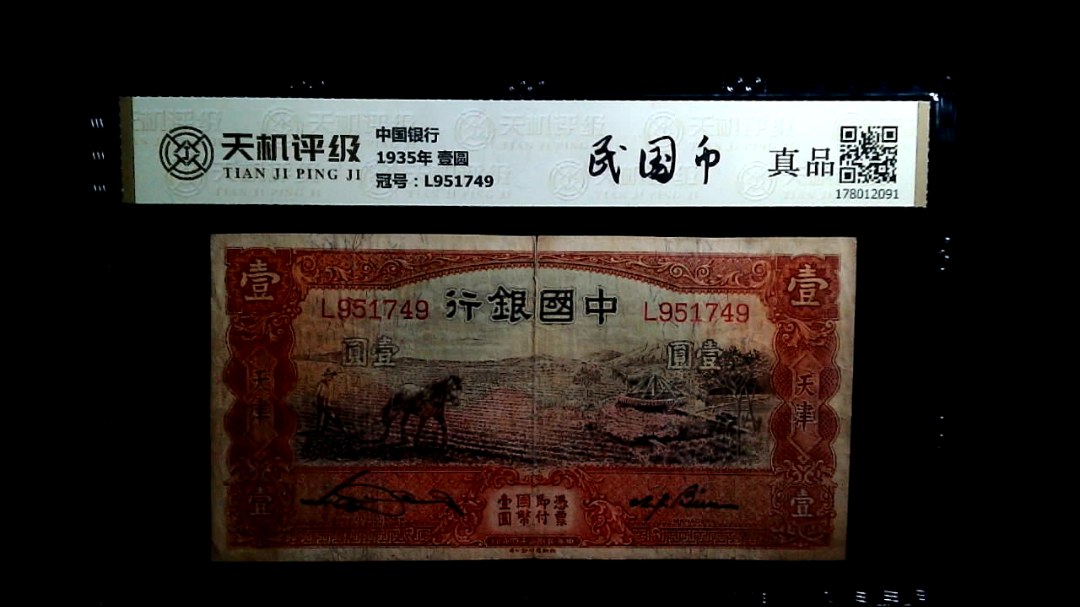 天机评级
TIAN JI PING JI
中国银行
1935年 壹圆
冠号：L951749
民国币
真品
178012091
壹
壹
L951749
行銀國中
L951749
圓壹
圓壹
天津
天津
憑票即付國幣壹圓
壹
壹